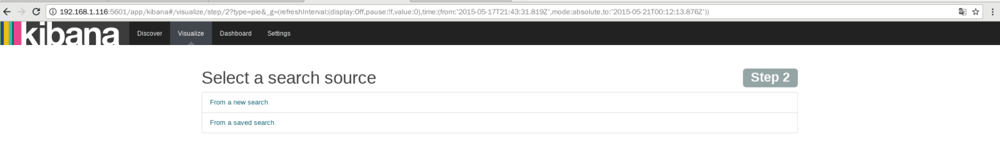 192.168.1.116:5601/app/kibana#/visualize/step/2?type=pie&_g=(refreshInterval:(display:Off,pause:!f,value:0),time:(from:'2015-05-17T21:43:31.819Z',mode:absolute,to:'2015-05-21T00:12:13.876Z'))
kibana Discover Visualize Dashboard Settings
Select a search source Step 2
From a new search
From a saved search